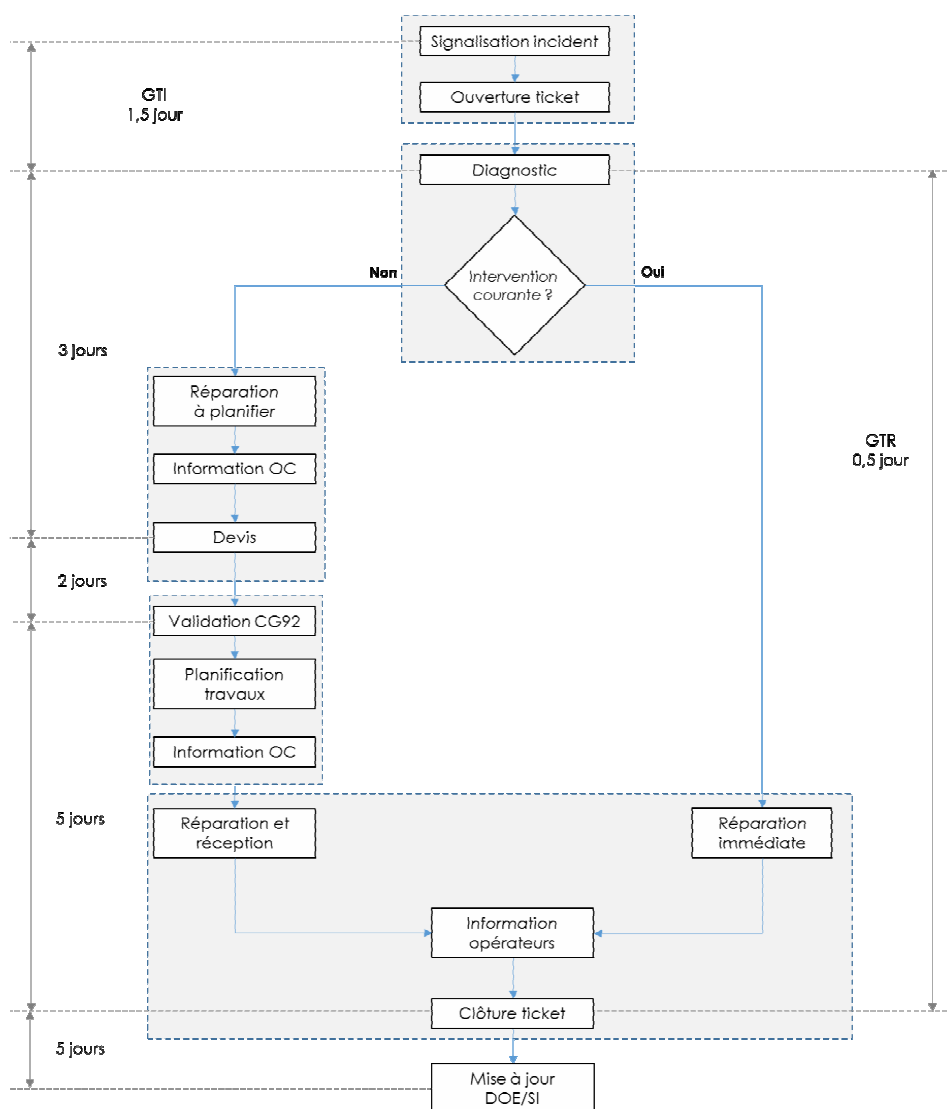 Signalisation incident
GTI
1,5 jour
Ouverture ticket
Diagnostic
Non
Intervention
courante ?
Oui
3 jours
Réparation
à planifier
GTR
0,5 jour
Information OC
Devis
2 jours
Validation CG92
Planification
travaux
Information OC
5 jours
Réparation et
réception
Réparation
immédiate
Information
opérateurs
Clôture ticket
5 jours
Mise à jour
DOE/SI